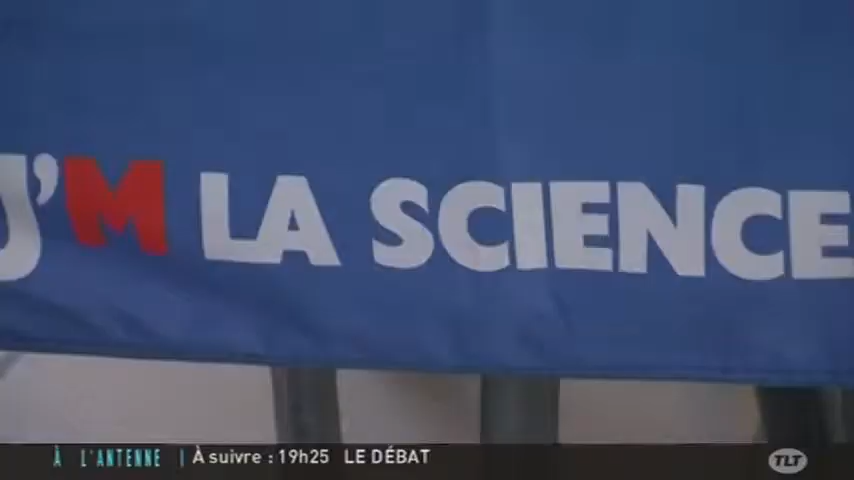 J'M LA SCIENCE
À L'ANTENNE | À suivre : 19h25 LE DÉBAT
TLT